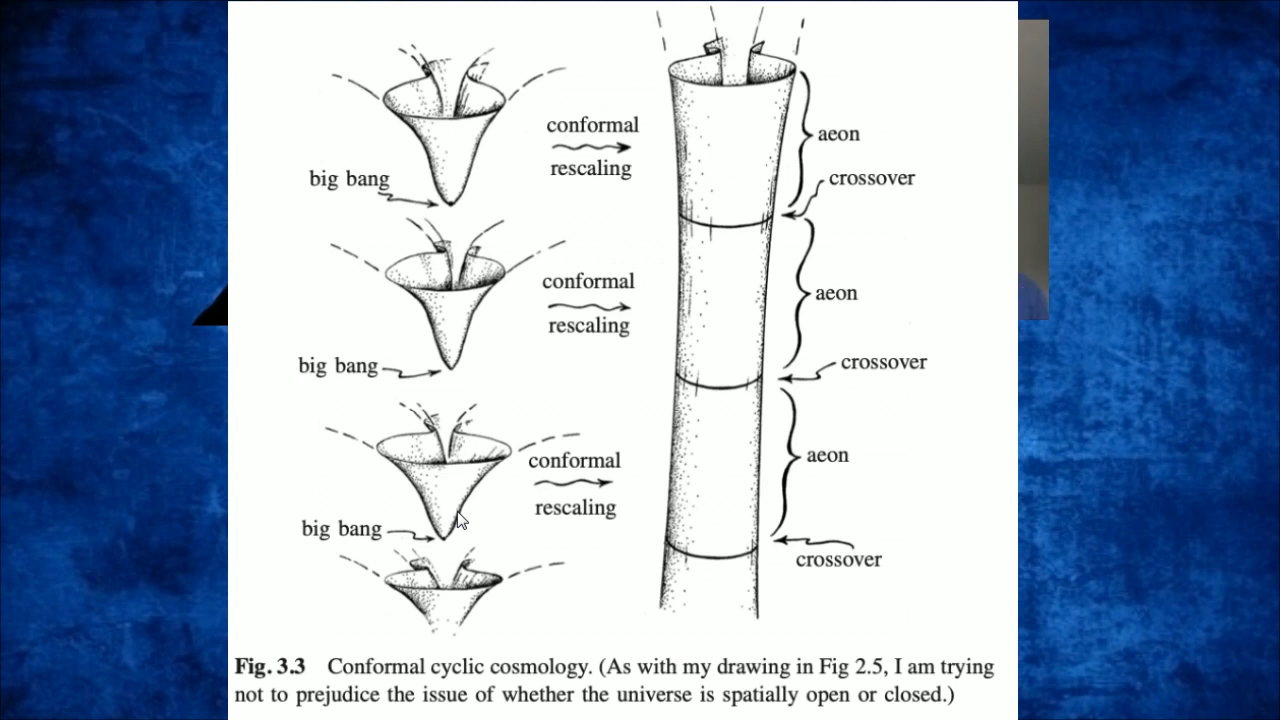 conformal
rescaling
big bang
aeon
crossover
conformal
rescaling
big bang
aeon
crossover
conformal
rescaling
big bang
aeon
crossover
Fig. 3.3 Conformal cyclic cosmology. (As with my drawing in Fig 2.5, I am trying
not to prejudice the issue of whether the universe is spatially open or closed.)